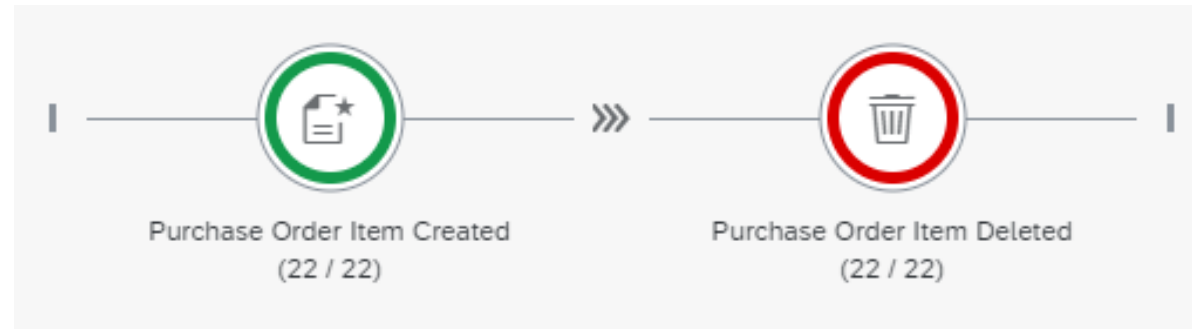 Purchase Order Item Created
(22 / 22)
Purchase Order Item Deleted
(22 / 22)